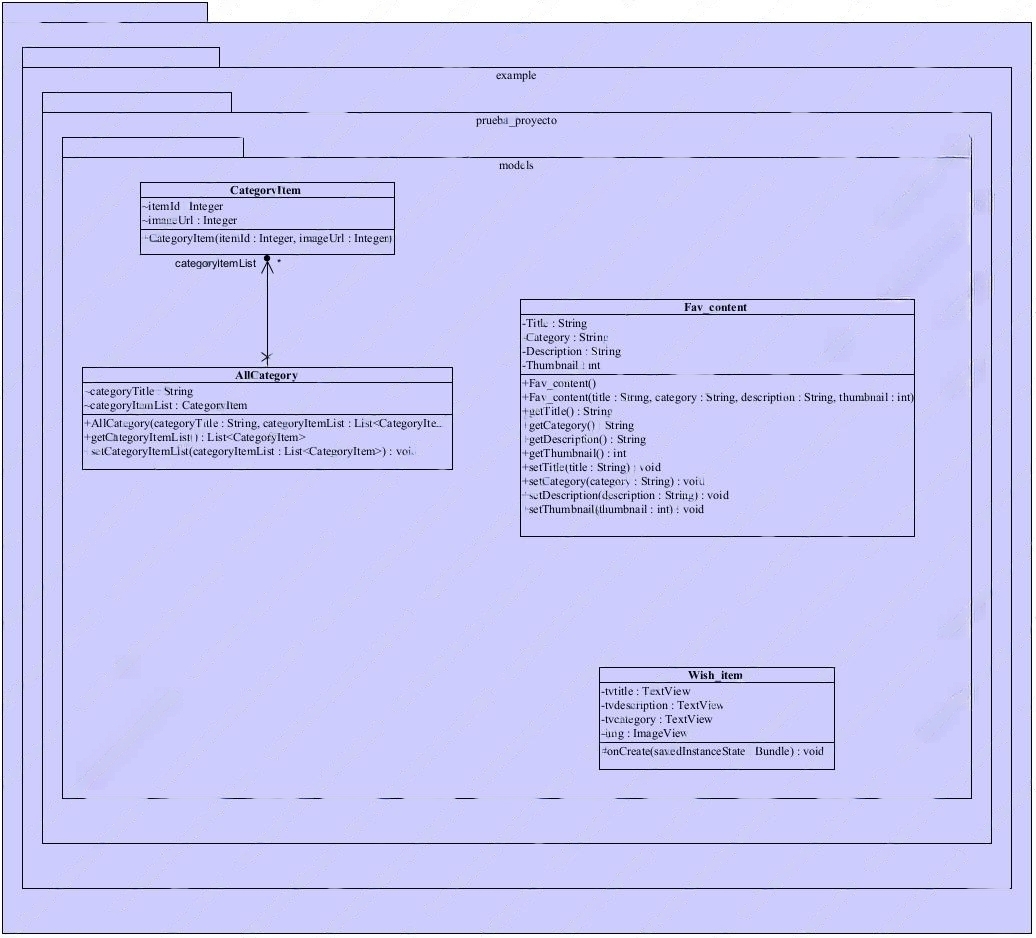 example
prueba_proyecto
models
CategoryItem
~itemId : Integer
~imageUrl : Integer
+CategoryItem(itemId : Integer, imageUrl : Integer)
categoryItemList
*
AllCategory
~categoryTitle : String
~categoryItemList : CategoryItem
+AllCategory(categoryTitle : String, categoryItemList : List<CategoryIte...
+getCategoryItemList() : List<CategoryItem>
+setCategoryItemList(categoryItemList : List<CategoryItem>) : voi...
Fav_content
-Title : String
-Category : String
-Description : String
-Thumbnail : int
+Fav_content()
+Fav_content(title : String, category : String, description : String, thumbnail : int)
+getTitle() : String
+getCategory() : String
+getDescription() : String
+getThumbnail() : int
+setTitle(title : String) : void
+setCategory(category : String) : void
+setDescription(description : String) : void
+setThumbnail(thumbnail : int) : void
Wish_item
-tvtitle : TextView
-tvdescription : TextView
-tvcategory : TextView
-img : ImageView
#onCreate(savedInstanceState : Bundle) : void